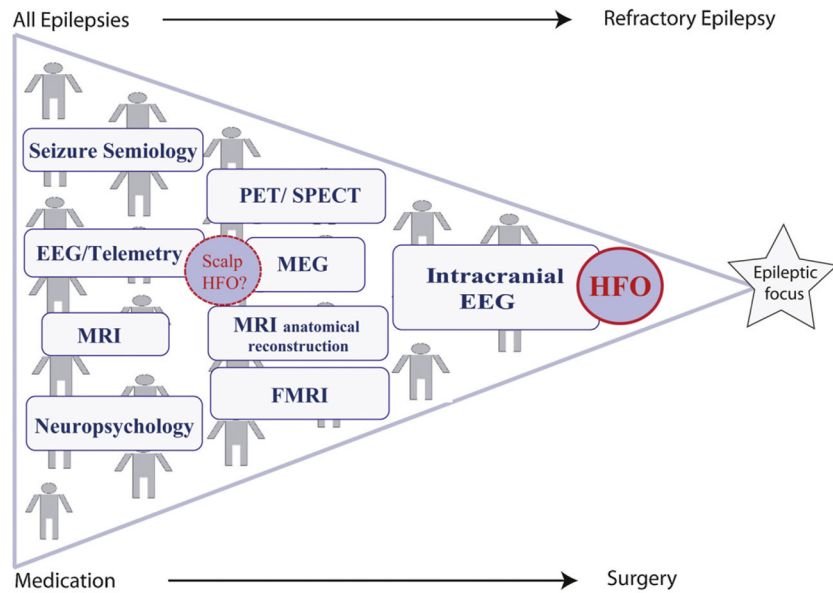 All Epilepsies
Refractory Epilepsy
Seizure Semiology
PET/ SPECT
EEG/Telemetry
Scalp
HFO?
MEG
Intracranial
EEG
HFO
Epileptic
focus
MRI
MRI anatomical
reconstruction
FMRI
Neuropsychology
Medication
Surgery